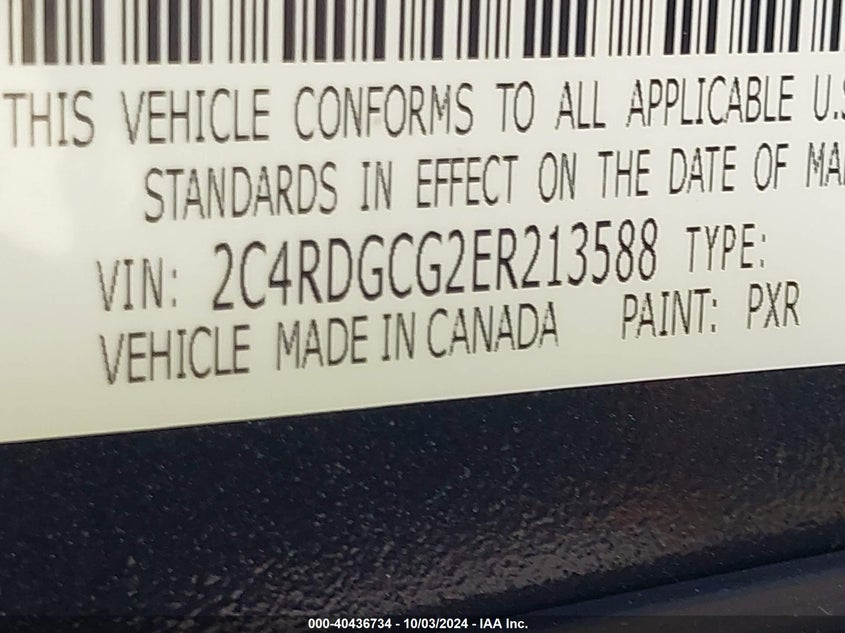 THIS VEHICLE CONFORMS TO ALL APPLICABLE U.S
STANDARDS IN EFFECT ON THE DATE OF MA
VIN: 2C4RDGCG2ER213588 TYPE:
VEHICLE MADE IN CANADA PAINT: PXR
000-40436734 - 10/03/2024 - IAA Inc.